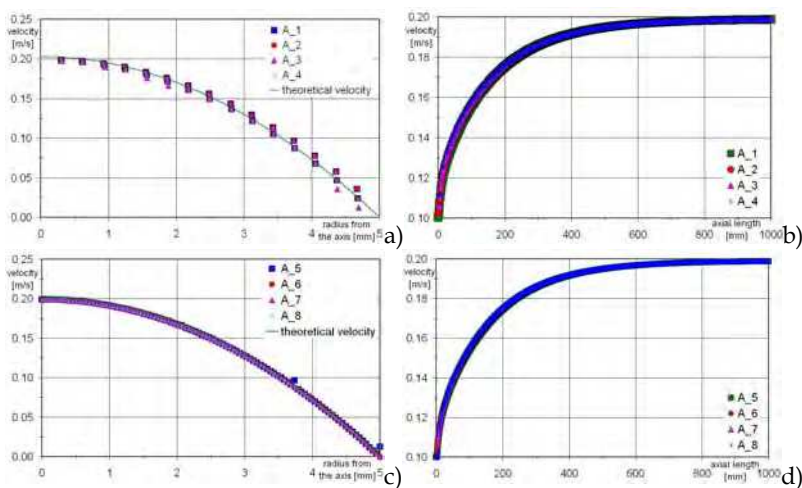 0.25
velocity
[m/s]
0.20
0.15
0.10
0.05
0.00
0 1 2 3 4 5
radius from
the axis [mm]
A_1
A_2
A_3
A_4
theoretical velocity
a)
0.20
velocity
[m/s]
0.18
0.16
0.14
0.12
0.10
0 200 400 600 800 1000
axial length
[mm]
A_1
A_2
A_3
A_4
b)
0.25
velocity
[m/s]
0.20
0.15
0.10
0.05
0.00
0 1 2 3 4 5
radius from
the axis [mm]
A_5
A_6
A_7
A_8
theoretical velocity
c)
0.20
velocity
[m/s]
0.18
0.16
0.14
0.12
0.10
0 200 400 600 800 1000
axial length
[mm]
A_5
A_6
A_7
A_8
d)